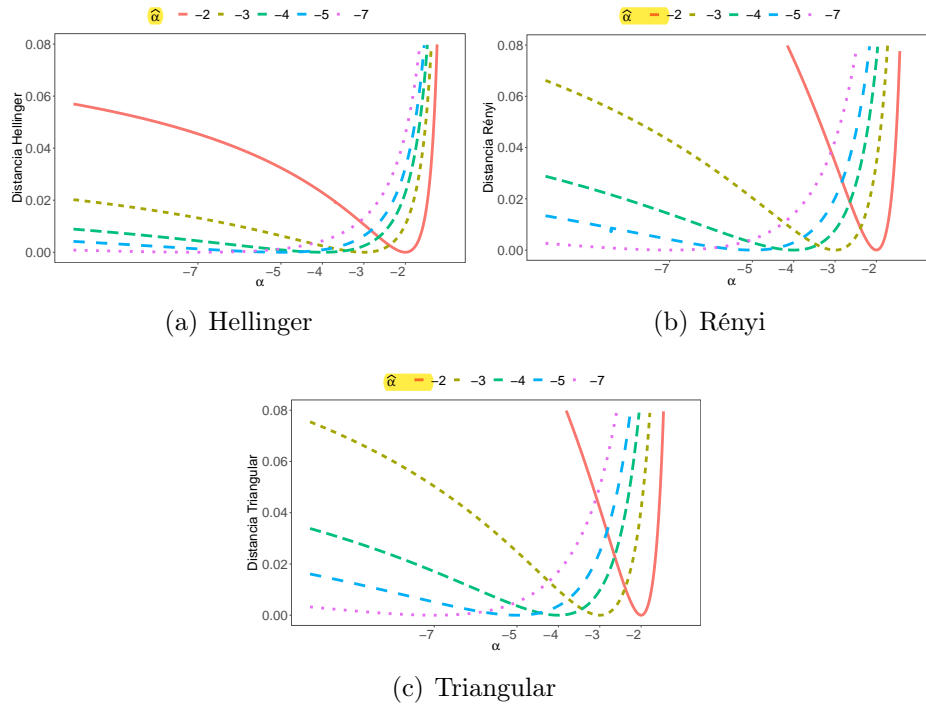 α̂ −2 −3 −4 −5 −7
Distancia Hellinger
0.08
0.06
0.04
0.02
0.00
−7 −5 −4 −3 −2
α
(a) Hellinger
α̂ −2 −3 −4 −5 −7
Distancia Rényi
0.08
0.06
0.04
0.02
0.00
−7 −5 −4 −3 −2
α
(b) Rényi
α̂ −2 −3 −4 −5 −7
Distancia Triangular
0.08
0.06
0.04
0.02
0.00
−7 −5 −4 −3 −2
α
(c) Triangular